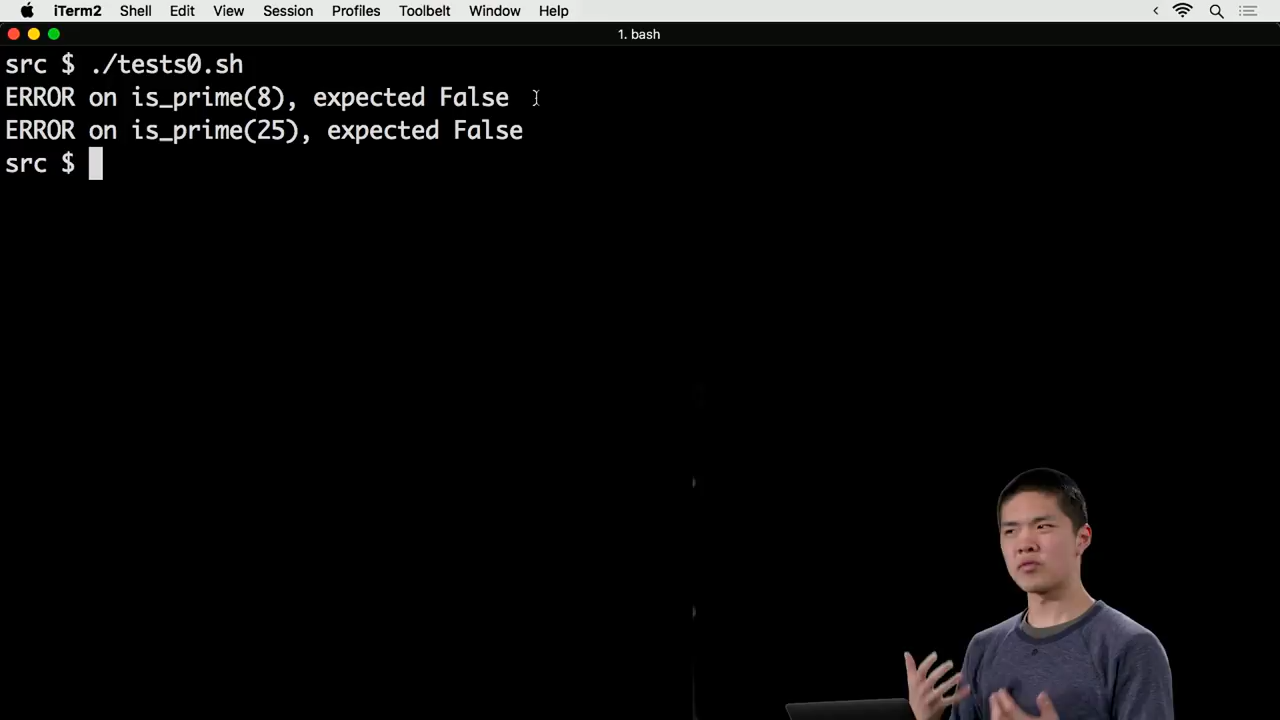 iTerm2 Shell Edit View Session Profiles Toolbelt Window Help
1. bash
src $ ./tests0.sh
ERROR on is_prime(8), expected False
ERROR on is_prime(25), expected False
src $